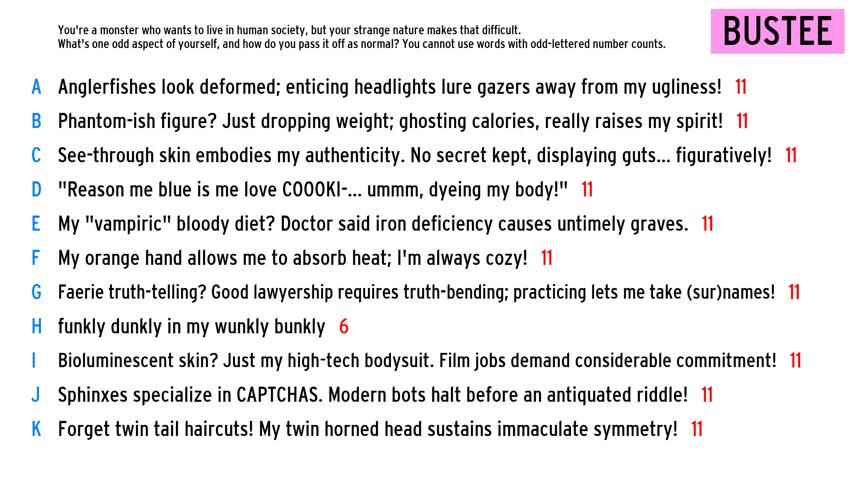 You're a monster who wants to live in human society, but your strange nature makes that difficult.
What's one odd aspect of yourself, and how do you pass it off as normal? You cannot use words with odd-lettered number counts.
BUSTEE
A Anglerfishes look deformed; enticing headlights lure gazers away from my ugliness! 11
B Phantom-ish figure? Just dropping weight; ghosting calories, really raises my spirit! 11
C See-through skin embodies my authenticity. No secret kept, displaying guts... figuratively! 11
D "Reason me blue is me love COOOKI-... ummm, dyeing my body!" 11
E My "vampiric" bloody diet? Doctor said iron deficiency causes untimely graves. 11
F My orange hand allows me to absorb heat; I'm always cozy! 11
G Faerie truth-telling? Good lawyership requires truth-bending; practicing lets me take (sur)names! 11
H funkly dunkly in my wunkly bunkly 6
I Bioluminescent skin? Just my high-tech bodysuit. Film jobs demand considerable commitment! 11
J Sphinxes specialize in CAPTCHAS. Modern bots halt before an antiquated riddle! 11
K Forget twin tail haircuts! My twin horned head sustains immaculate symmetry! 11